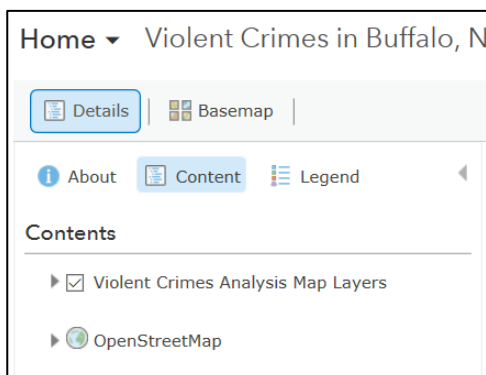 Home Violent Crimes in Buffalo, N
Details Basemap
About Content Legend
Contents
Violent Crimes Analysis Map Layers
OpenStreetMap